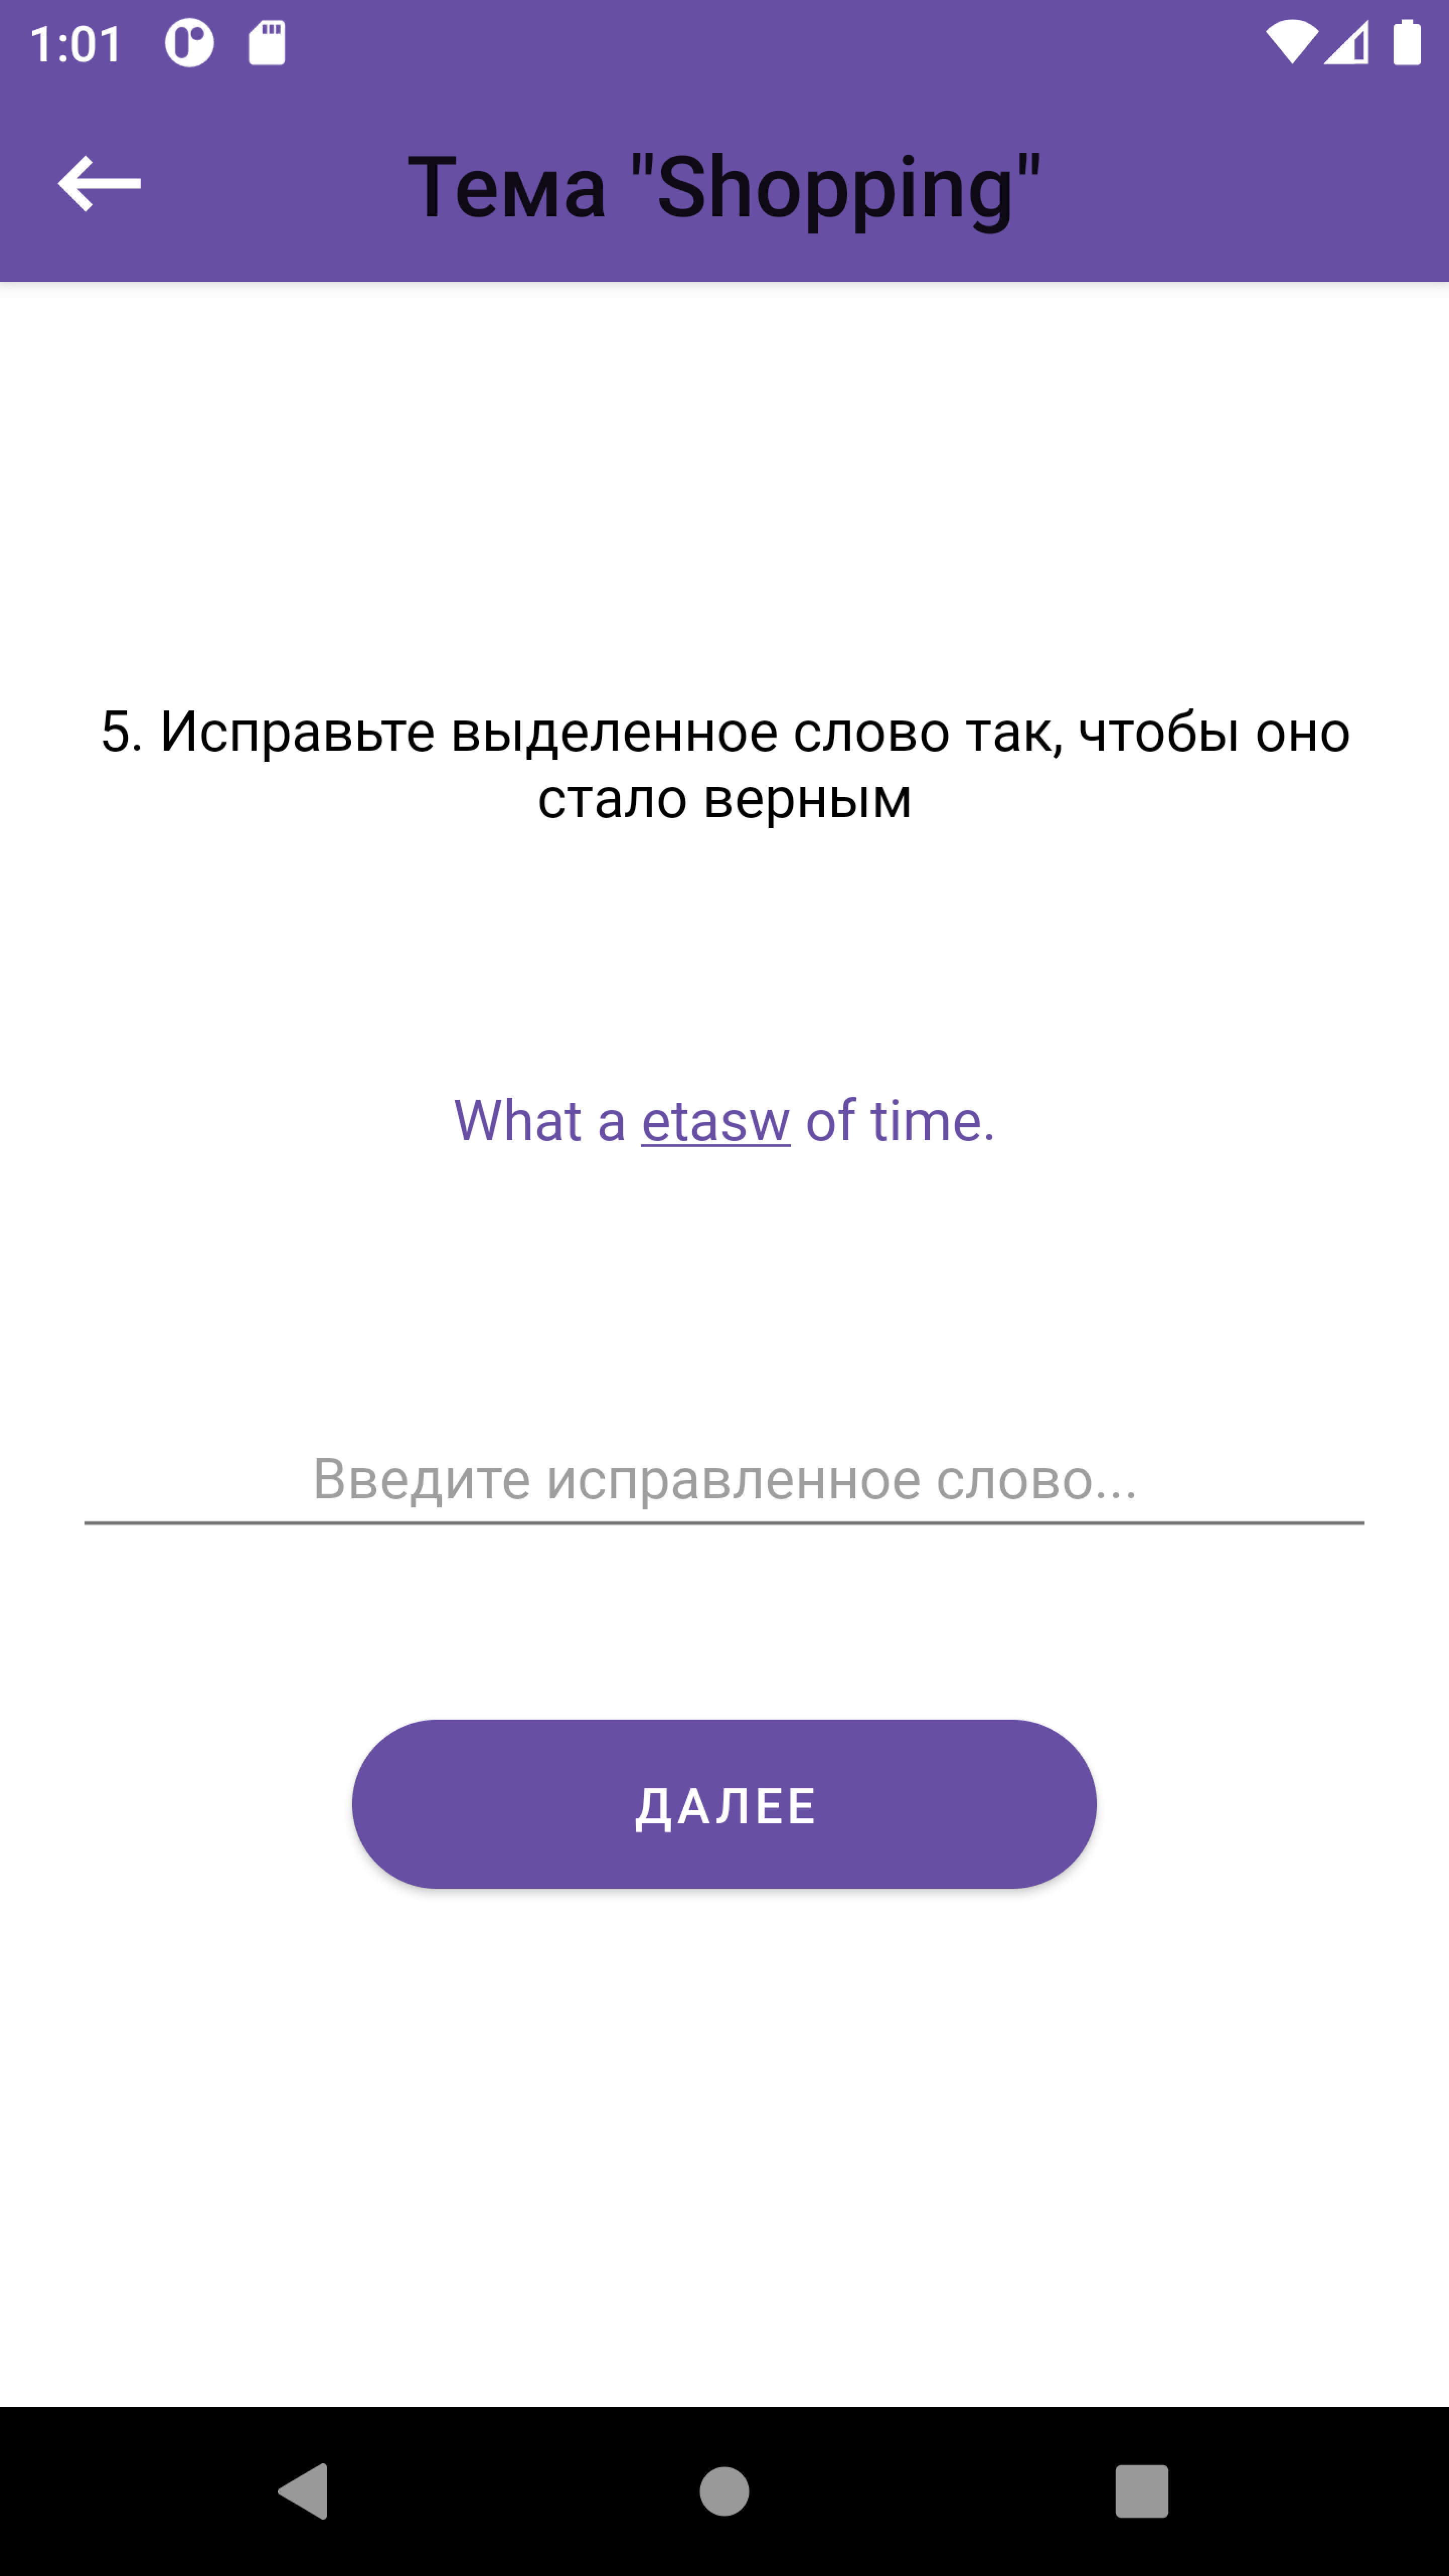 1:01
Тема "Shopping"
5. Исправьте выделенное слово так, чтобы оно
стало верным
What a etasw of time.
Введите исправленное слово...
ДАЛЕЕ